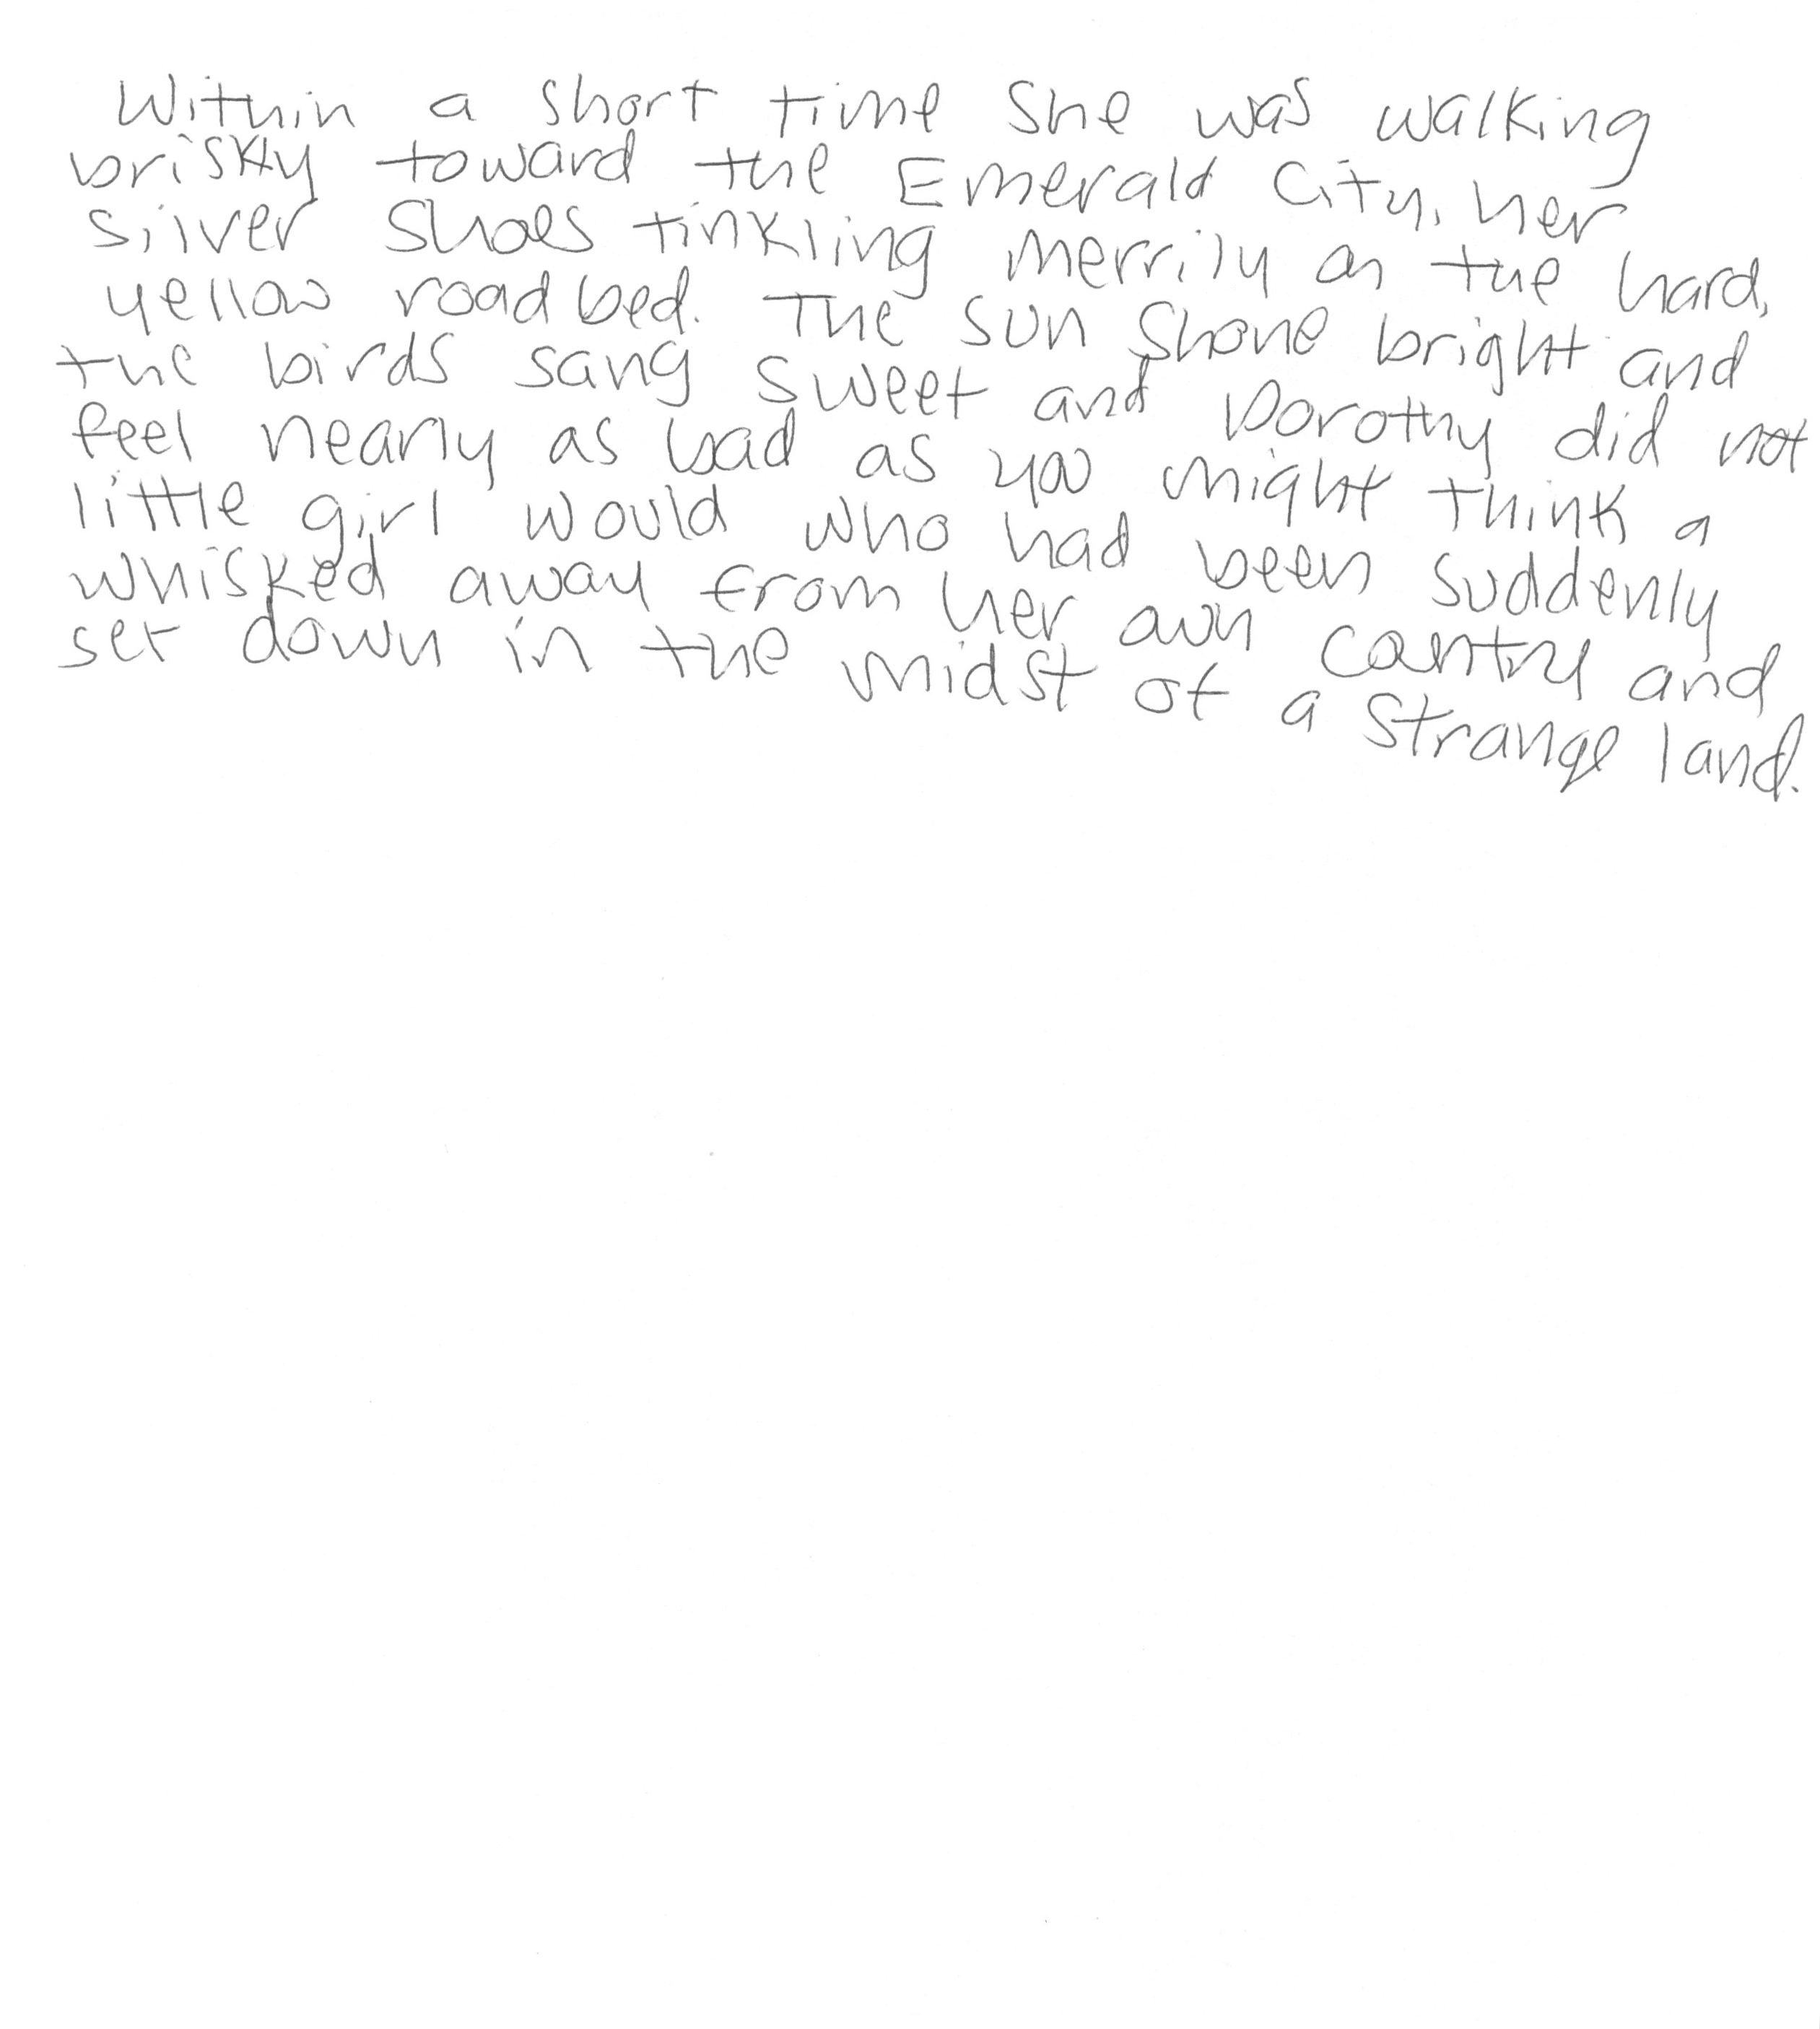 Within a short time she was walking
briskly toward the Emerald City, her
silver shoes tinkling merrily on the hard,
yellow roadbed. The sun shone bright and
the birds sang sweet and Dorothy did not
feel nearly as bad as you might think a
little girl would who had been suddenly
whisked away from her own country and
set down in the midst of a strange land.